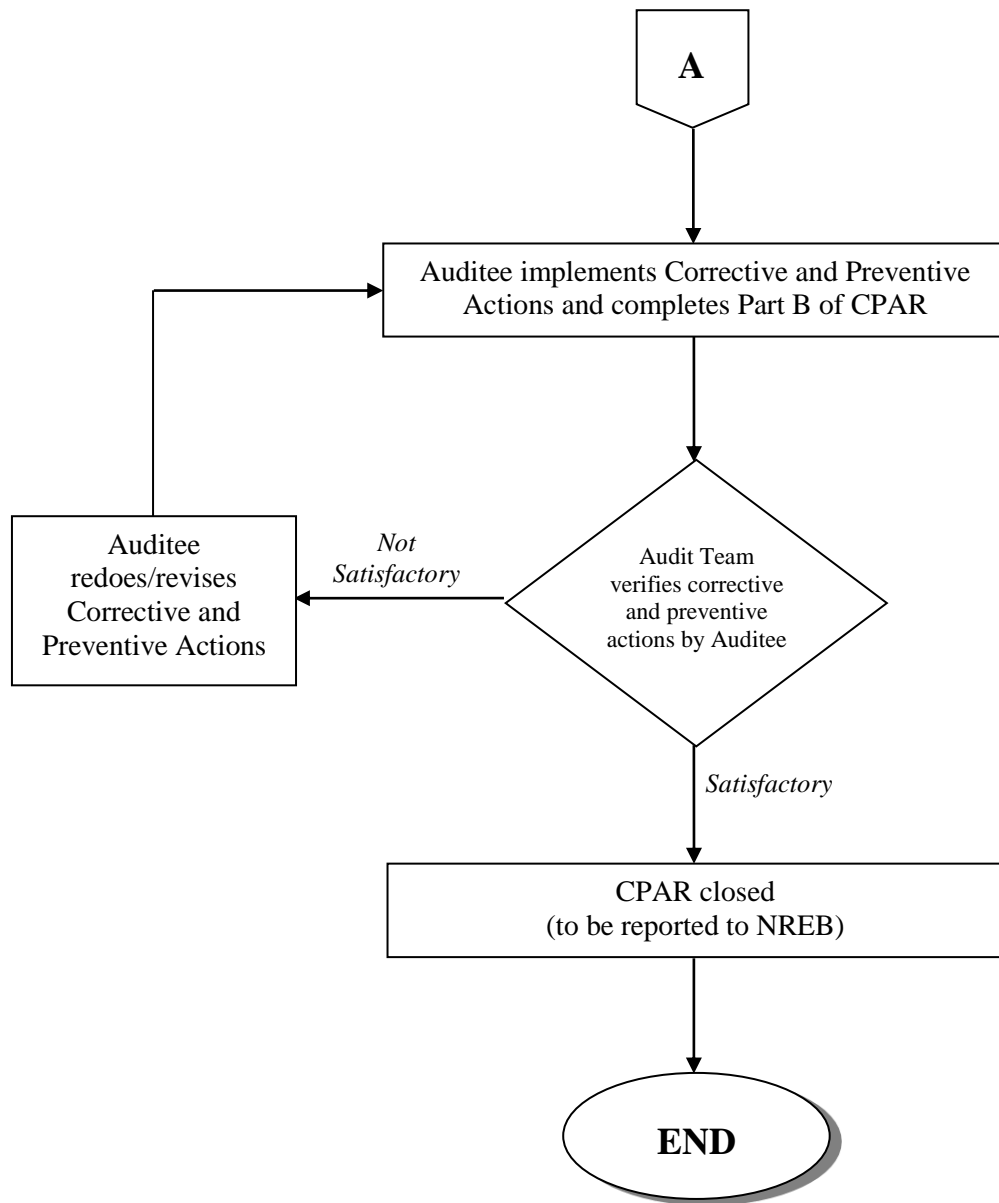 A
Auditee implements Corrective and Preventive
Actions and completes Part B of CPAR
Auditee
redoes/revises
Corrective and
Preventive Actions
Not
Satisfactory
Audit Team
verifies corrective
and preventive
actions by Auditee
Satisfactory
CPAR closed
(to be reported to NREB)
END